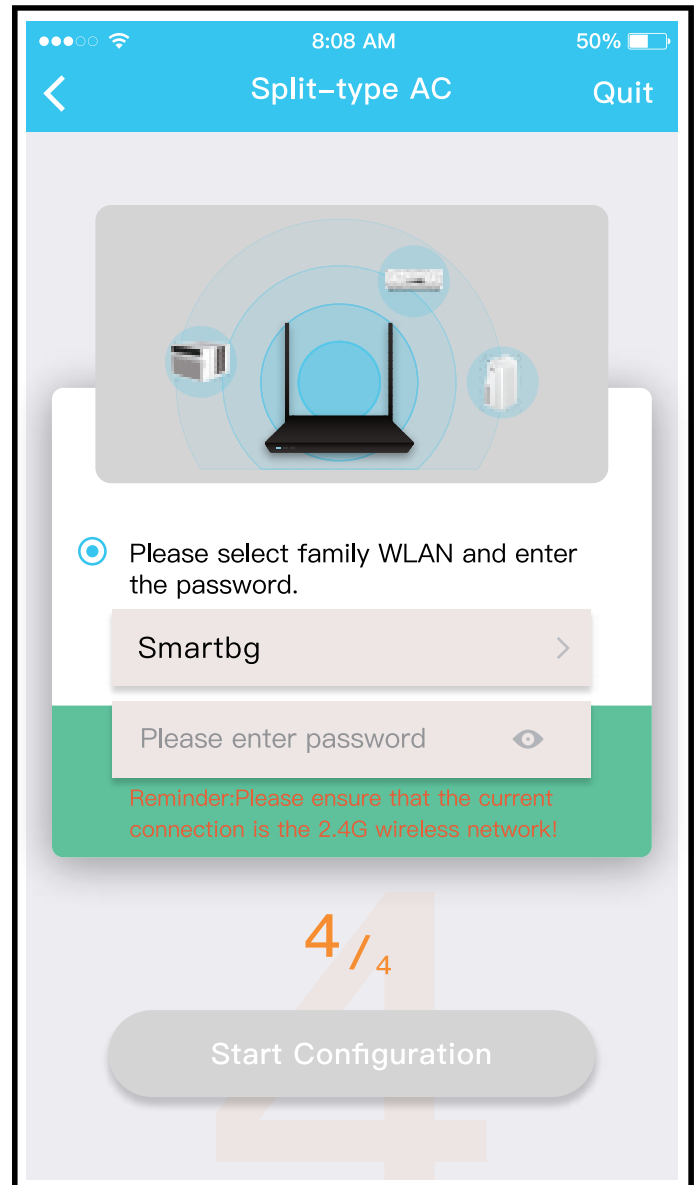 8:08 AM 50%
Split-type AC Quit
Please select family WLAN and enter
the password.
Smartbg
Please enter password
Reminder:Please ensure that the current
connection is the 2.4G wireless network!
4/4
4
Start Configuration